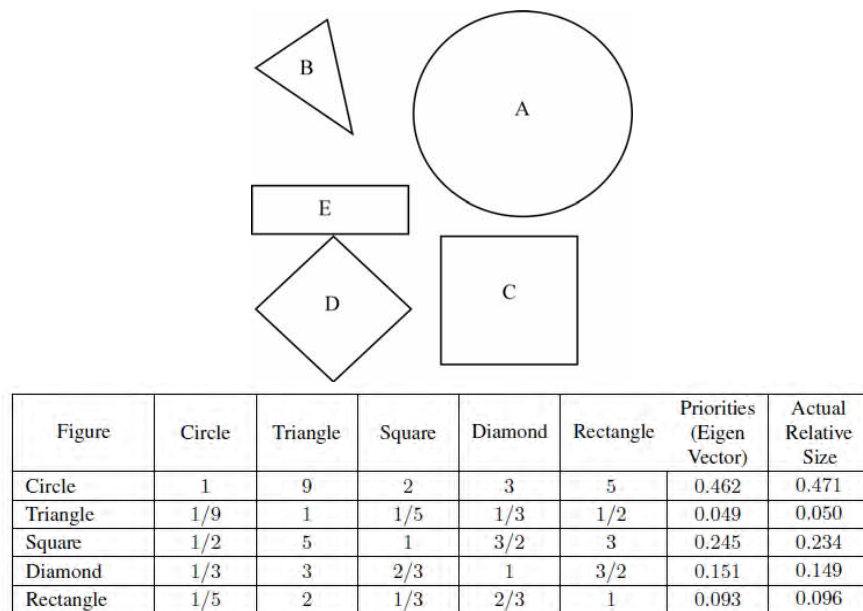 B
A
E
D
C
Figure Circle Triangle Square Diamond Rectangle Priorities (Eigen Vector) Actual Relative Size
Circle 1 9 2 3 5 0.462 0.471
Triangle 1/9 1 1/5 1/3 1/2 0.049 0.050
Square 1/2 5 1 3/2 3 0.245 0.234
Diamond 1/3 3 2/3 1 3/2 0.151 0.149
Rectangle 1/5 2 1/3 2/3 1 0.093 0.096